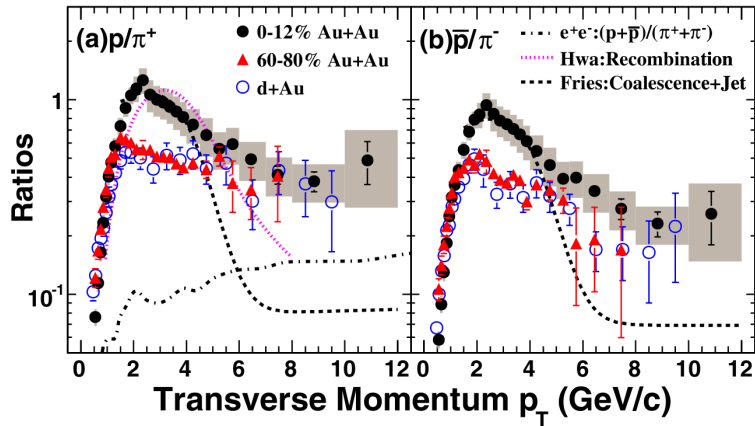 (a)p/π⁺
0-12% Au+Au
60-80% Au+Au
d+Au
(b)p̅/π⁻
e⁺e⁻:(p+p̅)/(π⁺+π⁻)
Hwa:Recombination
Fries:Coalescence+Jet
Ratios
1
10⁻¹
0 2 4 6 8 10 12
0 2 4 6 8 10 12
Transverse Momentum p_T (GeV/c)